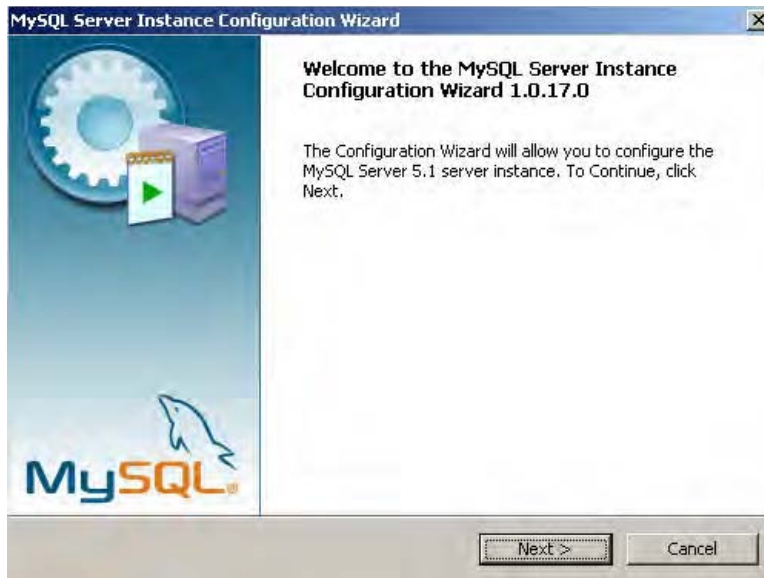 MySQL Server Instance Configuration Wizard
Welcome to the MySQL Server Instance
Configuration Wizard 1.0.17.0
The Configuration Wizard will allow you to configure the
MySQL Server 5.1 server instance. To Continue, click
Next.
MySQL®
Next >
Cancel